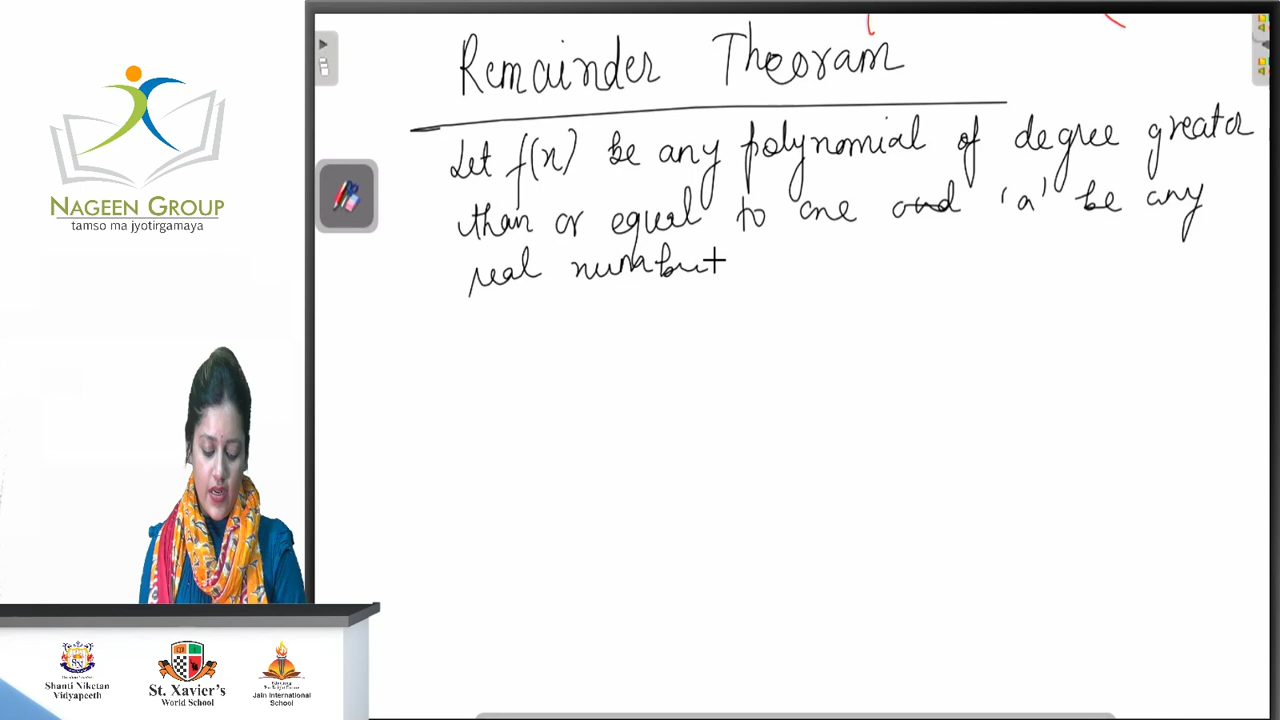 NAGEEN GROUP
tamso ma jyotirgamaya
Remainder Theoram
Let f(x) be any polynomial of degree greater
than or equal to one and 'a' be any
real number
Shanti Niketan
Vidyapeeth
St. Xavier's
World School
Jain International
School